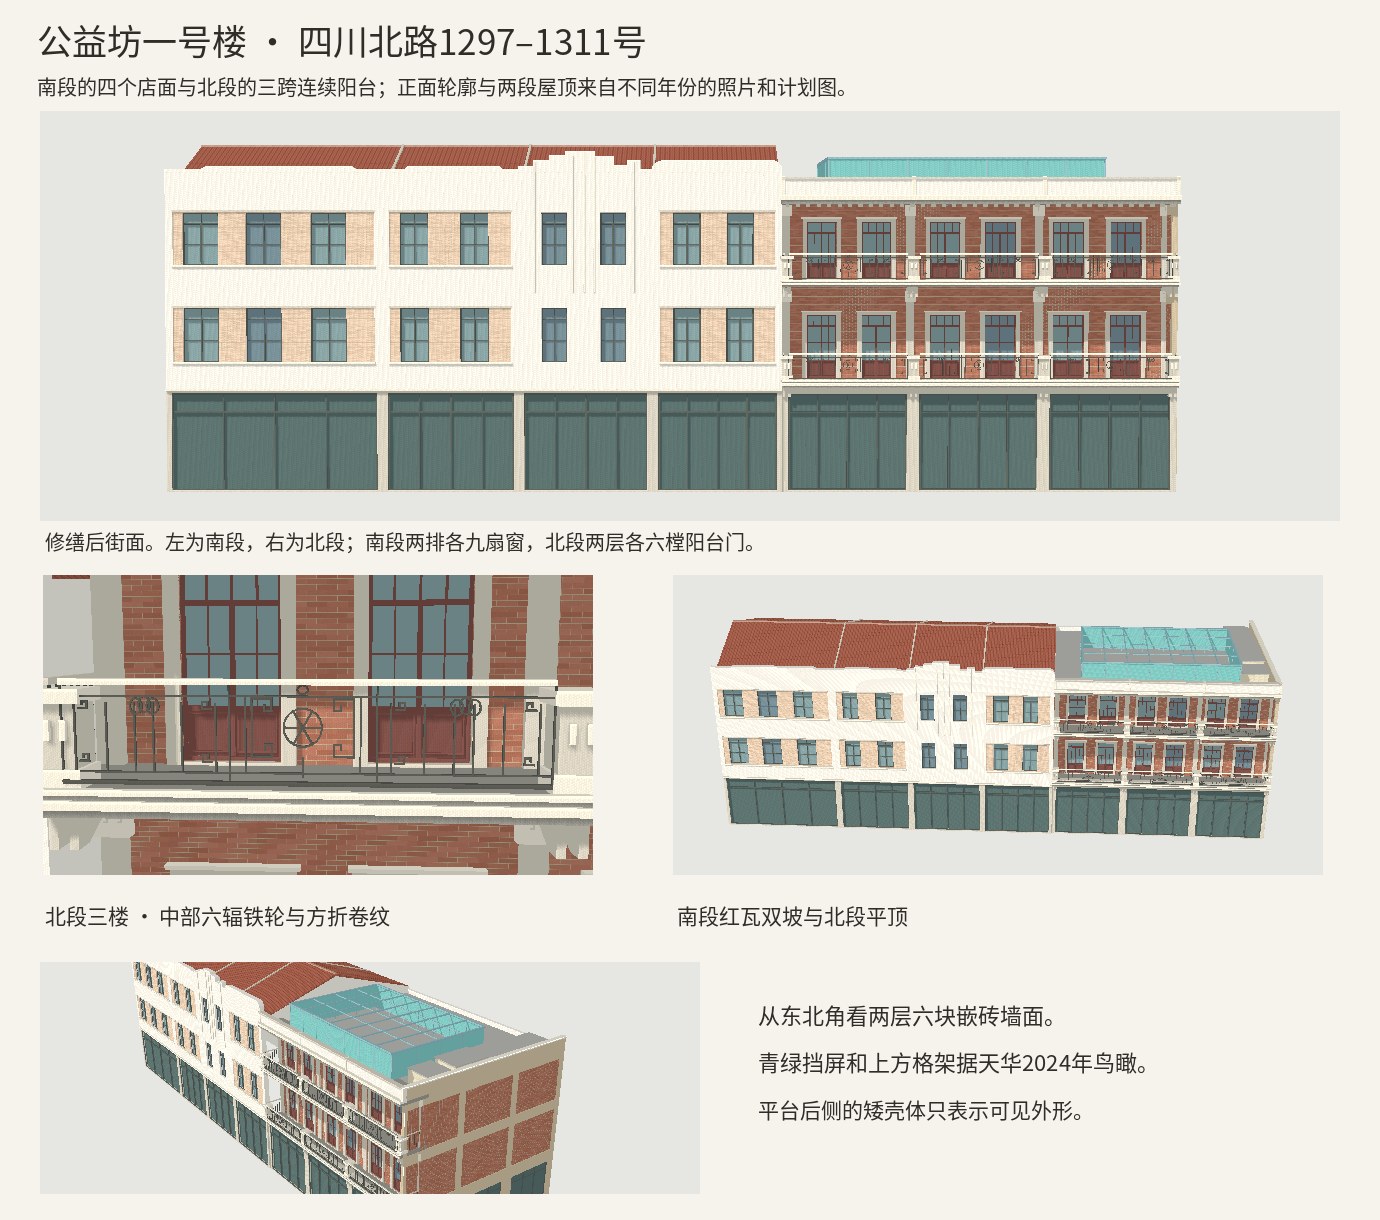 公益坊一号楼 · 四川北路1297–1311号
南段的四个店面与北段的三跨连续阳台；正面轮廓与两段屋顶来自不同年份的照片和计划图。
修缮后街面。左为南段，右为北段；南段两排各九扇窗，北段两层各六樘阳台门。
北段三楼 · 中部六辐铁轮与方折卷纹
南段红瓦双坡与北段平顶
从东北角看两层六块嵌砖墙面。
青绿挡屏和上方格架据天华2024年鸟瞰。
平台后侧的矮壳体只表示可见外形。